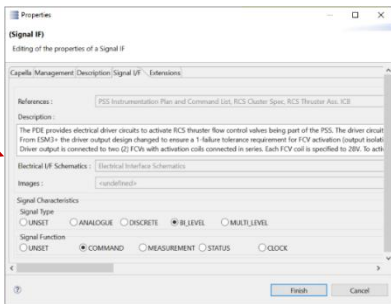 Properties
(Signal IF)
Editing of the properties of a Signal IF
Capella Management Description Signal I/F Extensions
References : PSS Instrumentation Plan and Command List, RCS Cluster Spec, RCS Thruster Ass. ICB
Description :
The PDE provides electrical driver circuits to activate RCS thruster flow control valves being part of the PSS. The driver circuit
From ESM3+ the driver output design changed to ensure a 1-failure tolerance requirement for FCV activation (output isolati
Driver output is connected to two (2) FCVs with activation coils connected in series. Each FCV coil is specified to 28V. To acti
Electrical I/F Schematics : Electrical Interface Schematics
Images : <undefined>
Signal Characteristics
Signal Type
UNSET ANALOGUE DISCRETE BI_LEVEL MULTI_LEVEL
Signal Function
UNSET COMMAND MEASUREMENT STATUS CLOCK
Finish Cancel